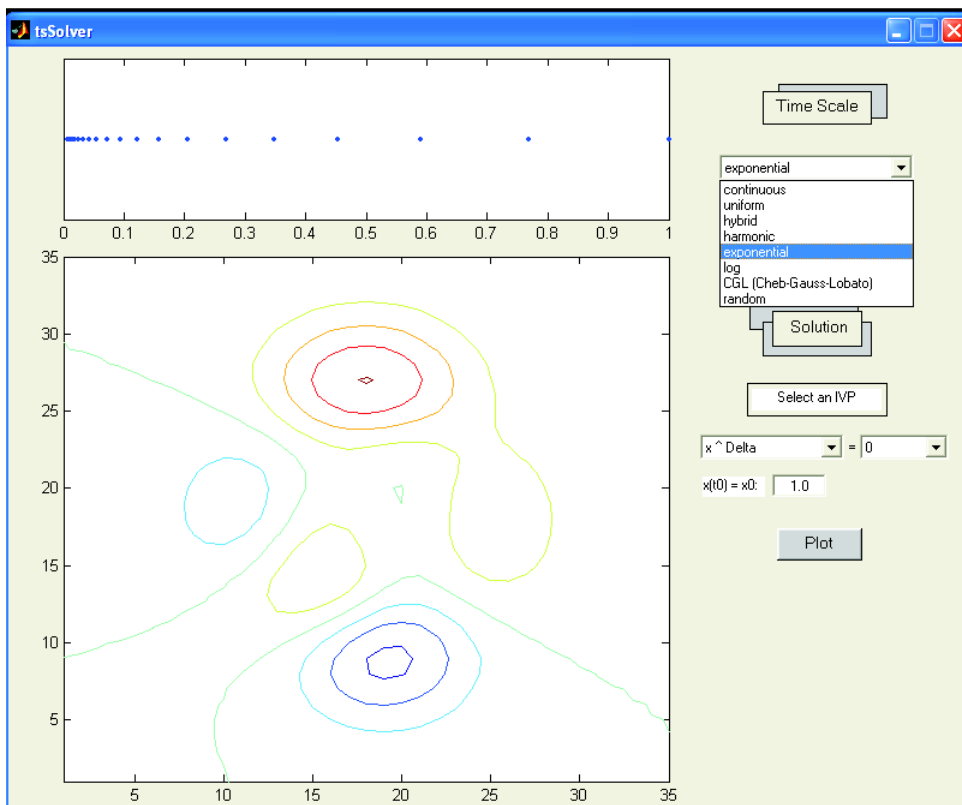 tsSolver
Time Scale
exponential
continuous
uniform
hybrid
harmonic
exponential
log
CGL (Cheb-Gauss-Lobato)
random
0 0.1 0.2 0.3 0.4 0.5 0.6 0.7 0.8 0.9 1
Solution
Select an IVP
x ^ Delta = 0
x(t0) = x0: 1.0
Plot
35
30
25
20
15
10
5
5 10 15 20 25 30 35